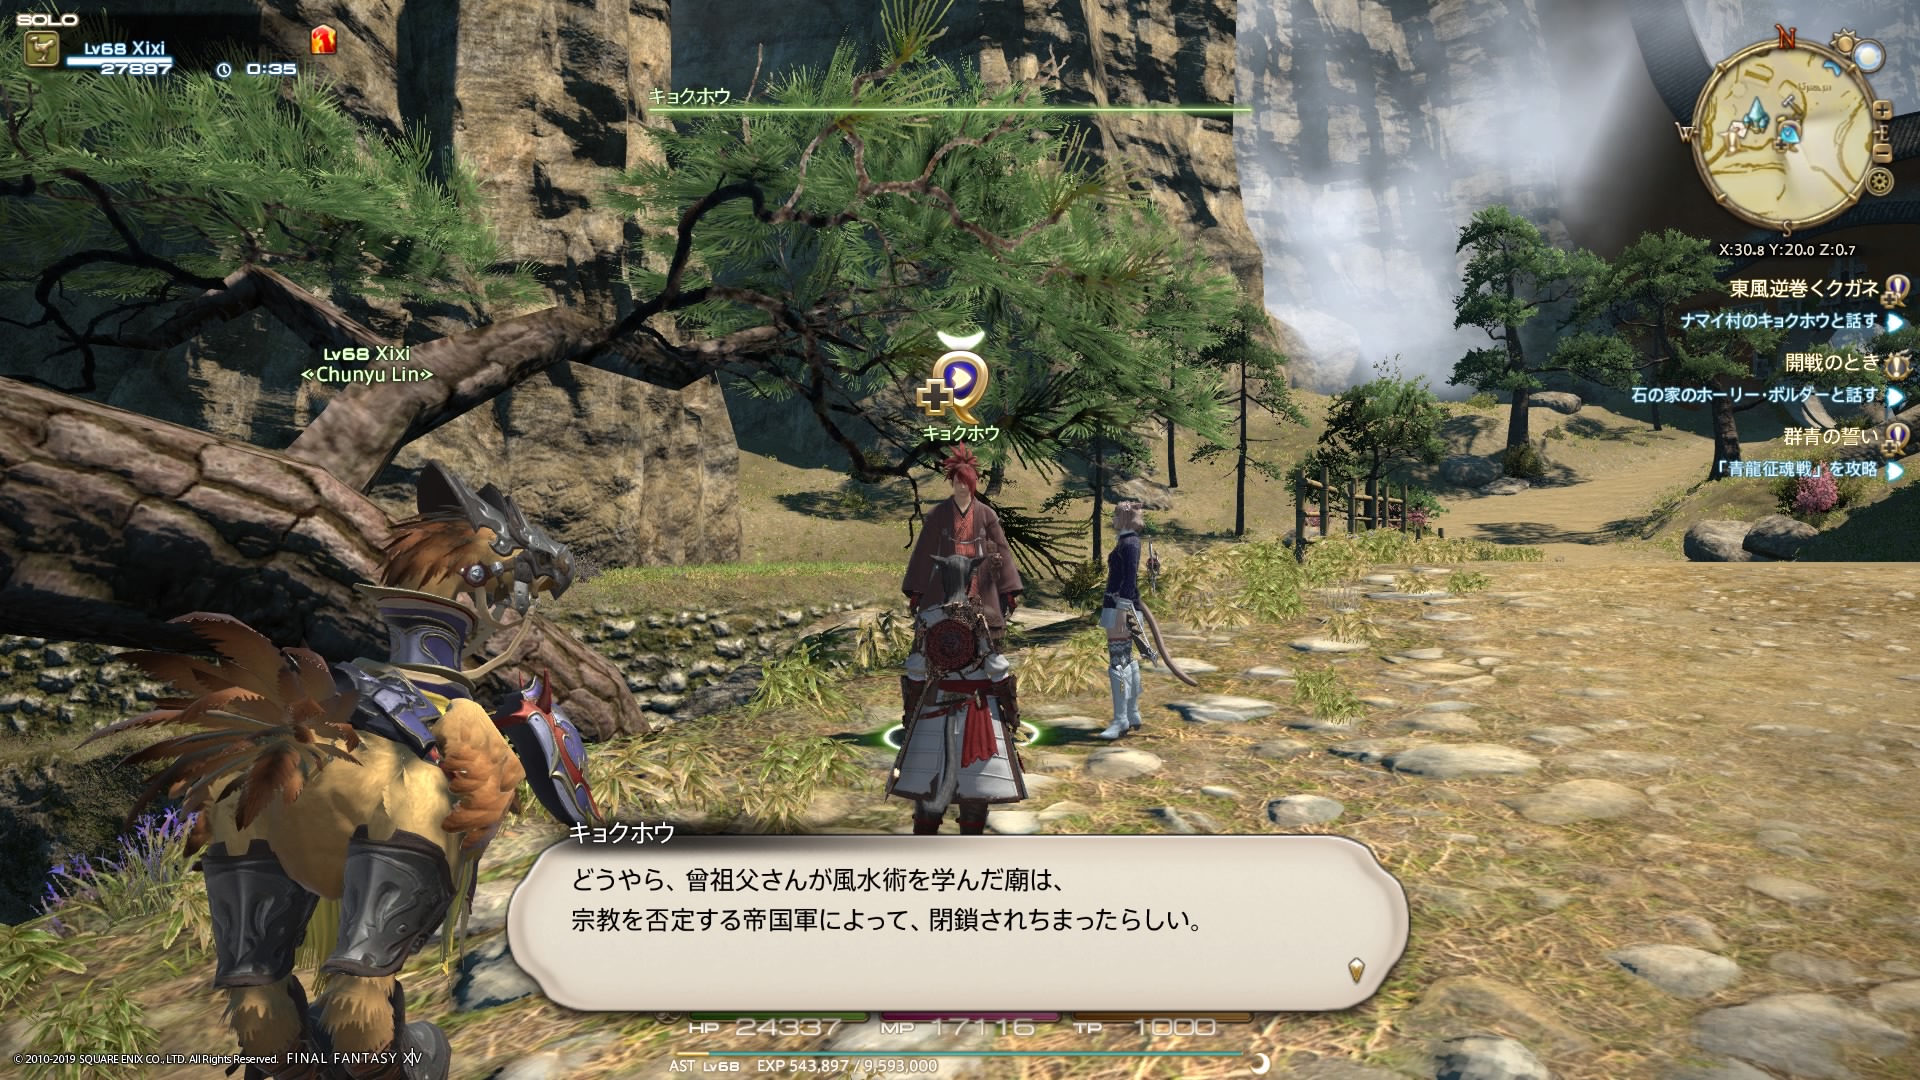 SOLO
Lv68 Xixi
27897
0:35
キョクホウ
N
W
E
S
X:30.8 Y:20.0 Z:0.7
東風逆巻くクガネ
ナマイ村のキョクホウと話す
開戦のとき
石の家のホーリー・ボルダーと話す
群青の誓い
「青龍征魂戦」を攻略
Lv68 Xixi
«Chunyu Lin»
キョクホウ
キョクホウ
どうやら、曾祖父さんが風水術を学んだ廟は、
宗教を否定する帝国軍によって、閉鎖されちまったらしい。
HP 24337 MP 17116 TP 1000
AST Lv68 EXP 543,897 / 9,593,000
© 2010-2019 SQUARE ENIX CO., LTD. All Rights Reserved. FINAL FANTASY XIV